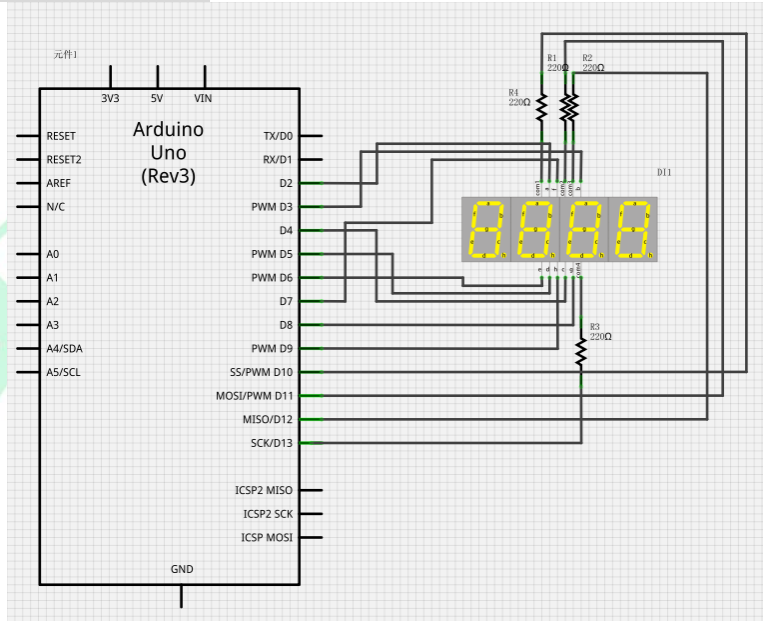 元件1
3V3
5V
VIN
Arduino
Uno
(Rev3)
RESET
RESET2
AREF
N/C
A0
A1
A2
A3
A4/SDA
A5/SCL
TX/D0
RX/D1
D2
PWM D3
D4
PWM D5
PWM D6
D7
D8
PWM D9
SS/PWM D10
MOSI/PWM D11
MISO/D12
SCK/D13
ICSP2 MISO
ICSP2 SCK
ICSP MOSI
GND
R1
220Ω
R2
220Ω
R4
220Ω
DI1
R3
220Ω
com4